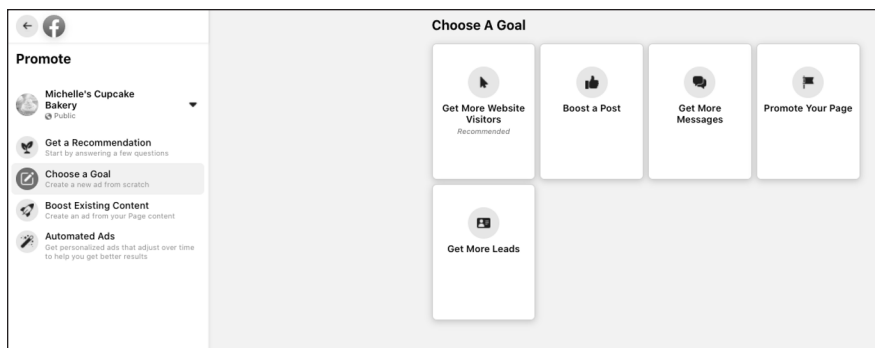 Promote
Michelle's Cupcake
Bakery
Public
Get a Recommendation
Start by answering a few questions
Choose a Goal
Create a new ad from scratch
Boost Existing Content
Create an ad from your Page content
Automated Ads
Get personalized ads that adjust over time
to help you get better results
Choose A Goal
Get More Website
Visitors
Recommended
Boost a Post
Get More
Messages
Promote Your Page
Get More Leads